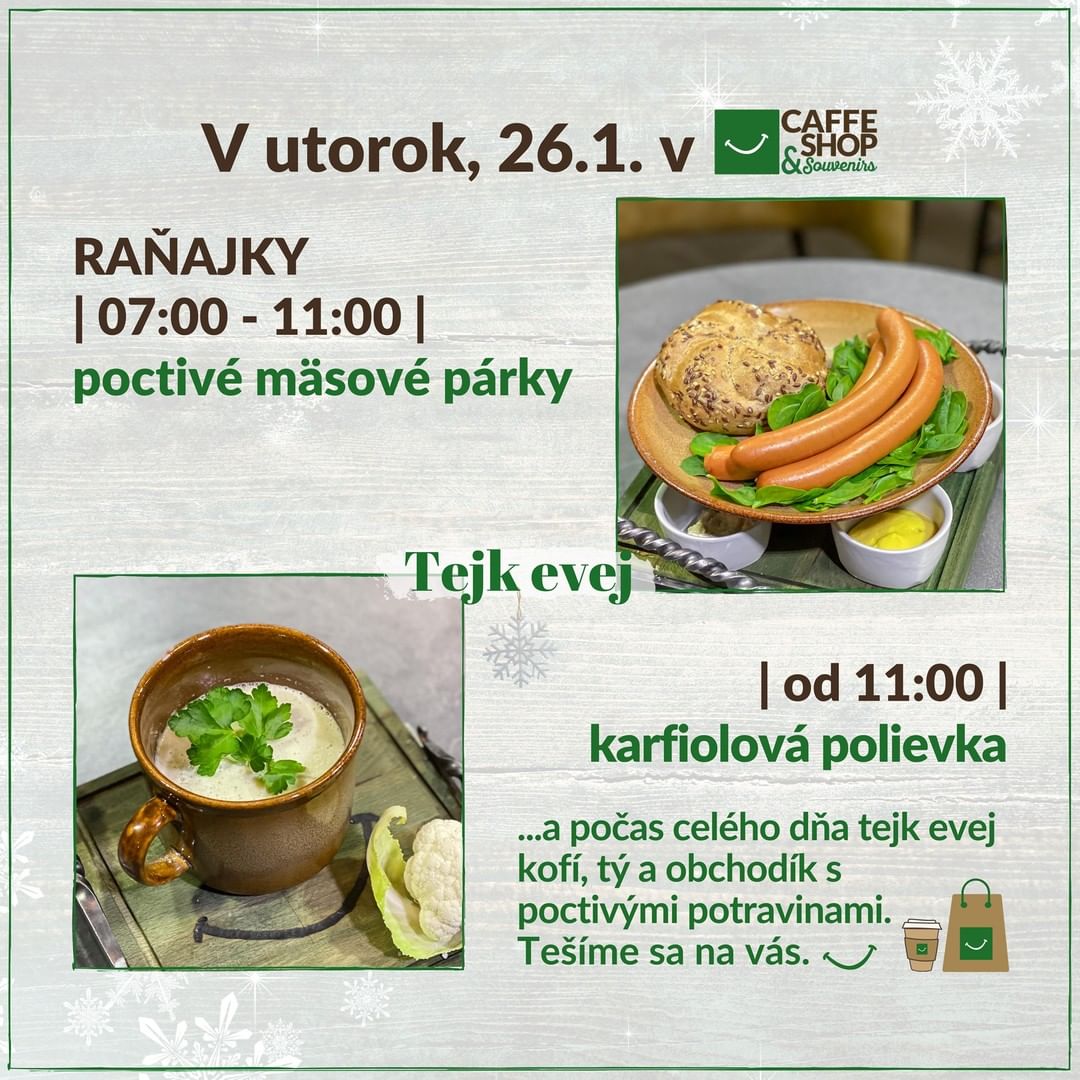 V utorok, 26.1. v
CAFFE
SHOP
& Souvenirs
RAŇAJKY
| 07:00 - 11:00 |
poctivé mäsové párky
Tejk evej
| od 11:00 |
karfiolová polievka
...a počas celého dňa tejk evej
kofí, tý a obchodík s
poctivými potravinami.
Tešíme sa na vás.